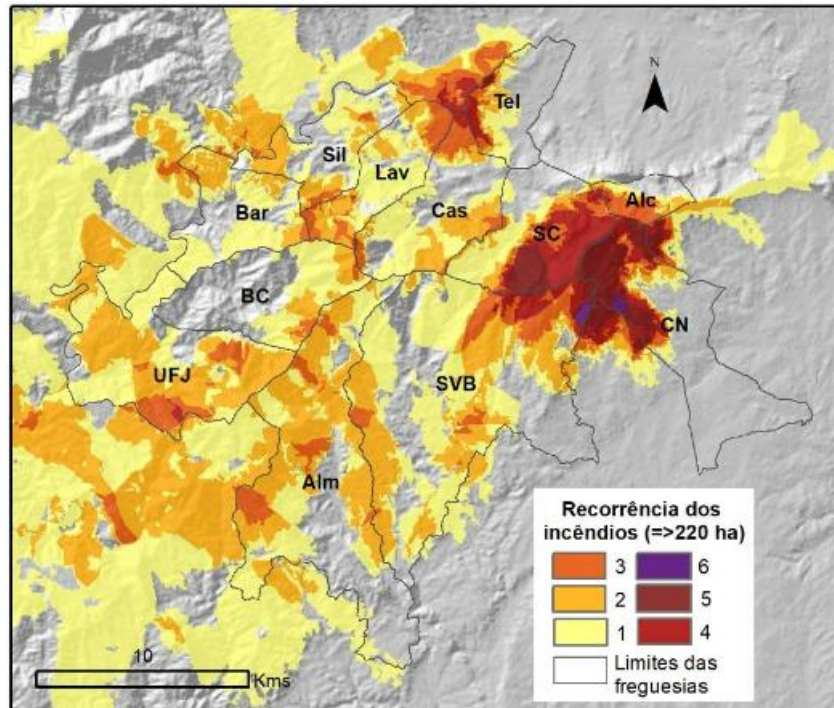 N
Tel
Sil
Lav
Alc
Bar
Cas
SC
BC
CN
UFJ
SVB
Alm
Recorrência dos
incêndios (=>220 ha)
3 6
2 5
1 4
Limites das
freguesias
10
Kms